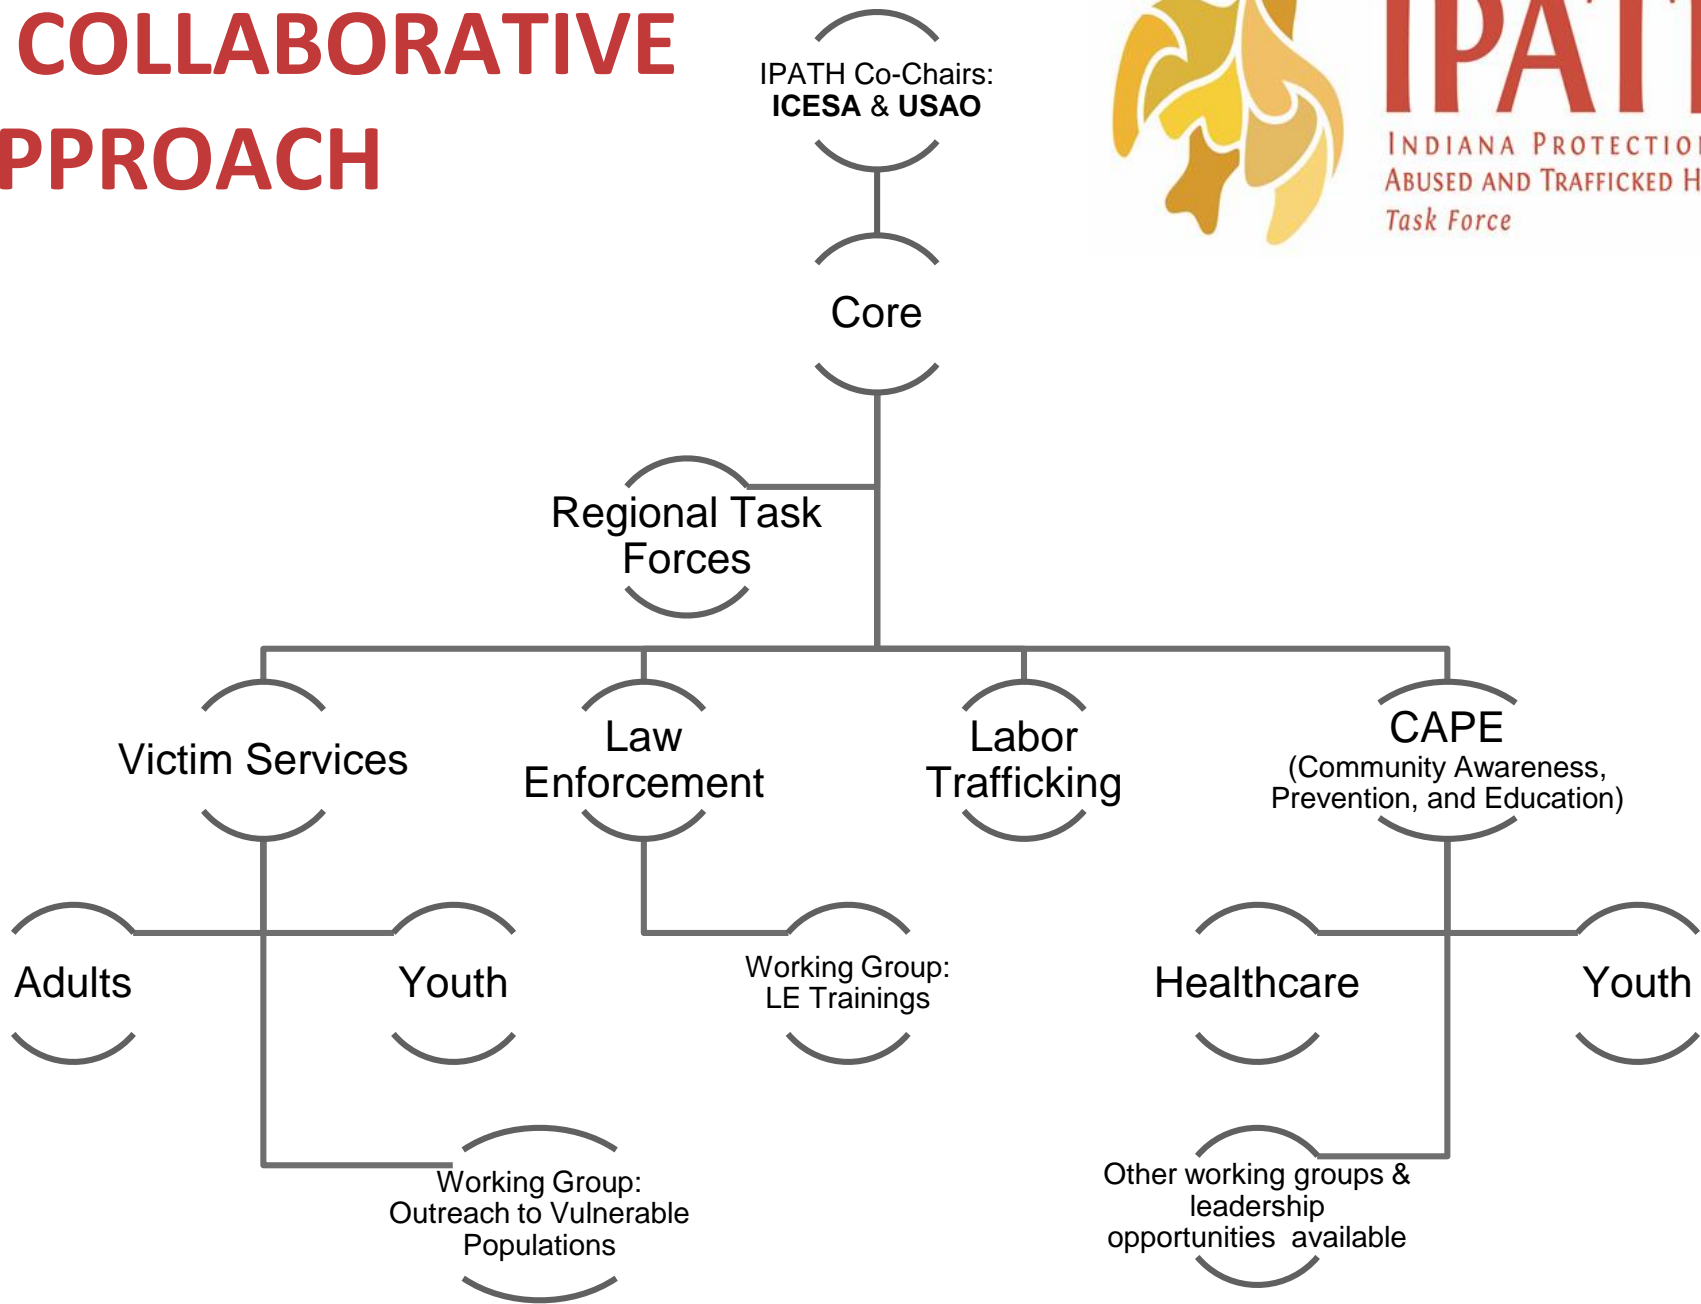 COLLABORATIVE
PPROACH
IPATH Co-Chairs:
ICESA & USAO
IPAT
INDIANA PROTECTION
ABUSED AND TRAFFICKED H
Task Force
Core
Regional Task
Forces
Victim Services
Law
Enforcement
Labor
Trafficking
CAPE
(Community Awareness,
Prevention, and Education)
Adults
Youth
Working Group:
LE Trainings
Healthcare
Youth
Working Group:
Outreach to Vulnerable
Populations
Other working groups &
leadership
opportunities available